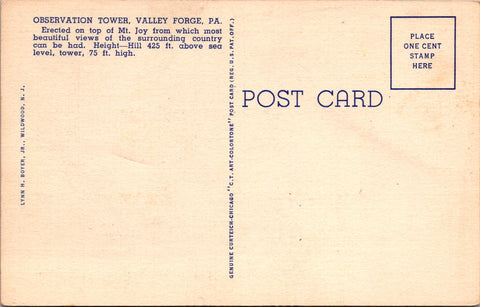 OBSERVATION TOWER, VALLEY FORGE, PA.
Erected on top of Mt. Joy from which most
beautiful views of the surrounding country
can be had. Height—Hill 425 ft. above sea
level, tower, 75 ft. high.
LYNN H. BOYER, JR., WILDWOOD, N. J.
GENUINE CURTEICH-CHICAGO "C.T. ART-COLORTONE" POST CARD (REG. U.S. PAT. OFF.)
POST CARD
PLACE
ONE CENT
STAMP
HERE